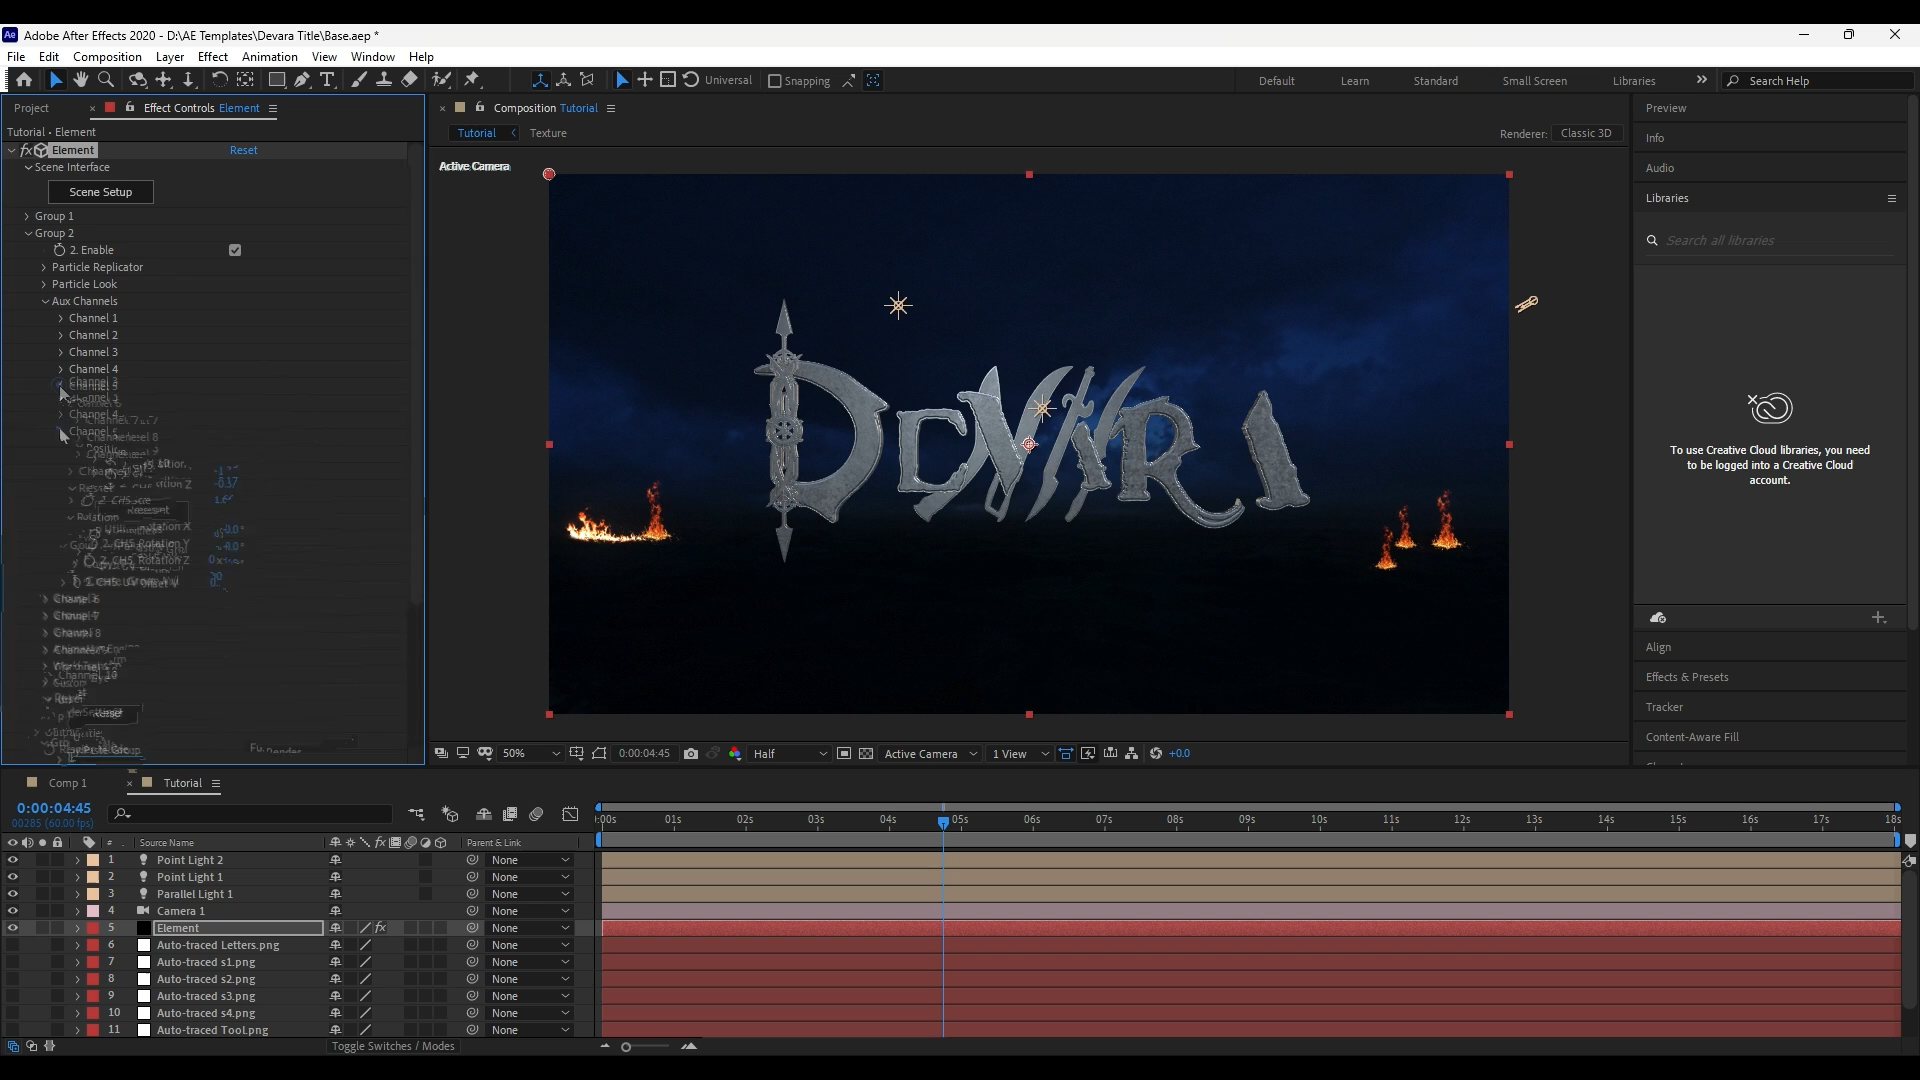 Adobe After Effects 2020 - D:\AE Templates\Devara Title\Base.aep *
File Edit Composition Layer Effect Animation View Window Help
Universal Snapping Default Learn Standard Small Screen Libraries Search Help
Project Effect Controls Element
Tutorial • Element
fx Element Reset
Scene Interface
Scene Setup
Group 1
Group 2
2. Enable
Particle Replicator
Particle Look
Aux Channels
Channel 1
Channel 2
Channel 3
Channel 4
Composition Tutorial
Tutorial Texture
Renderer: Classic 3D
Active Camera
DEVARA
50% 0:00:04:45 Half Active Camera 1 View +0.0
Preview
Info
Audio
Libraries
Search all libraries
To use Creative Cloud libraries, you need
to be logged into a Creative Cloud
account.
Align
Effects & Presets
Tracker
Content-Aware Fill
Comp 1 Tutorial
0:00:04:45
00285 (60.00 fps)
:00s 01s 02s 03s 04s 05s 06s 07s 08s 09s 10s 11s 12s 13s 14s 15s 16s 17s 18s
# Source Name Parent & Link
1 Point Light 2 None
2 Point Light 1 None
3 Parallel Light 1 None
4 Camera 1 None
5 Element fx None
6 Auto-traced Letters.png None
7 Auto-traced s1.png None
8 Auto-traced s2.png None
9 Auto-traced s3.png None
10 Auto-traced s4.png None
11 Auto-traced Tool.png None
Toggle Switches / Modes